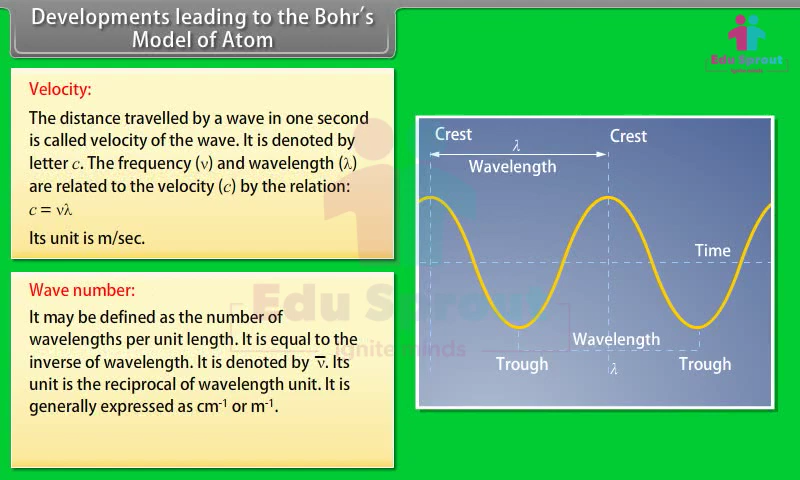 Developments leading to the Bohr's
Model of Atom
Edu Sprout
Velocity:
The distance travelled by a wave in one second
is called velocity of the wave. It is denoted by
letter c. The frequency (ν) and wavelength (λ)
are related to the velocity (c) by the relation:
c = νλ
Its unit is m/sec.
Wave number:
It may be defined as the number of
wavelengths per unit length. It is equal to the
inverse of wavelength. It is denoted by ν̅. Its
unit is the reciprocal of wavelength unit. It is
generally expressed as cm⁻¹ or m⁻¹.
Crest
Crest
λ
Wavelength
Time
Wavelength
Trough
λ
Trough
Edu Sprout
ignite minds